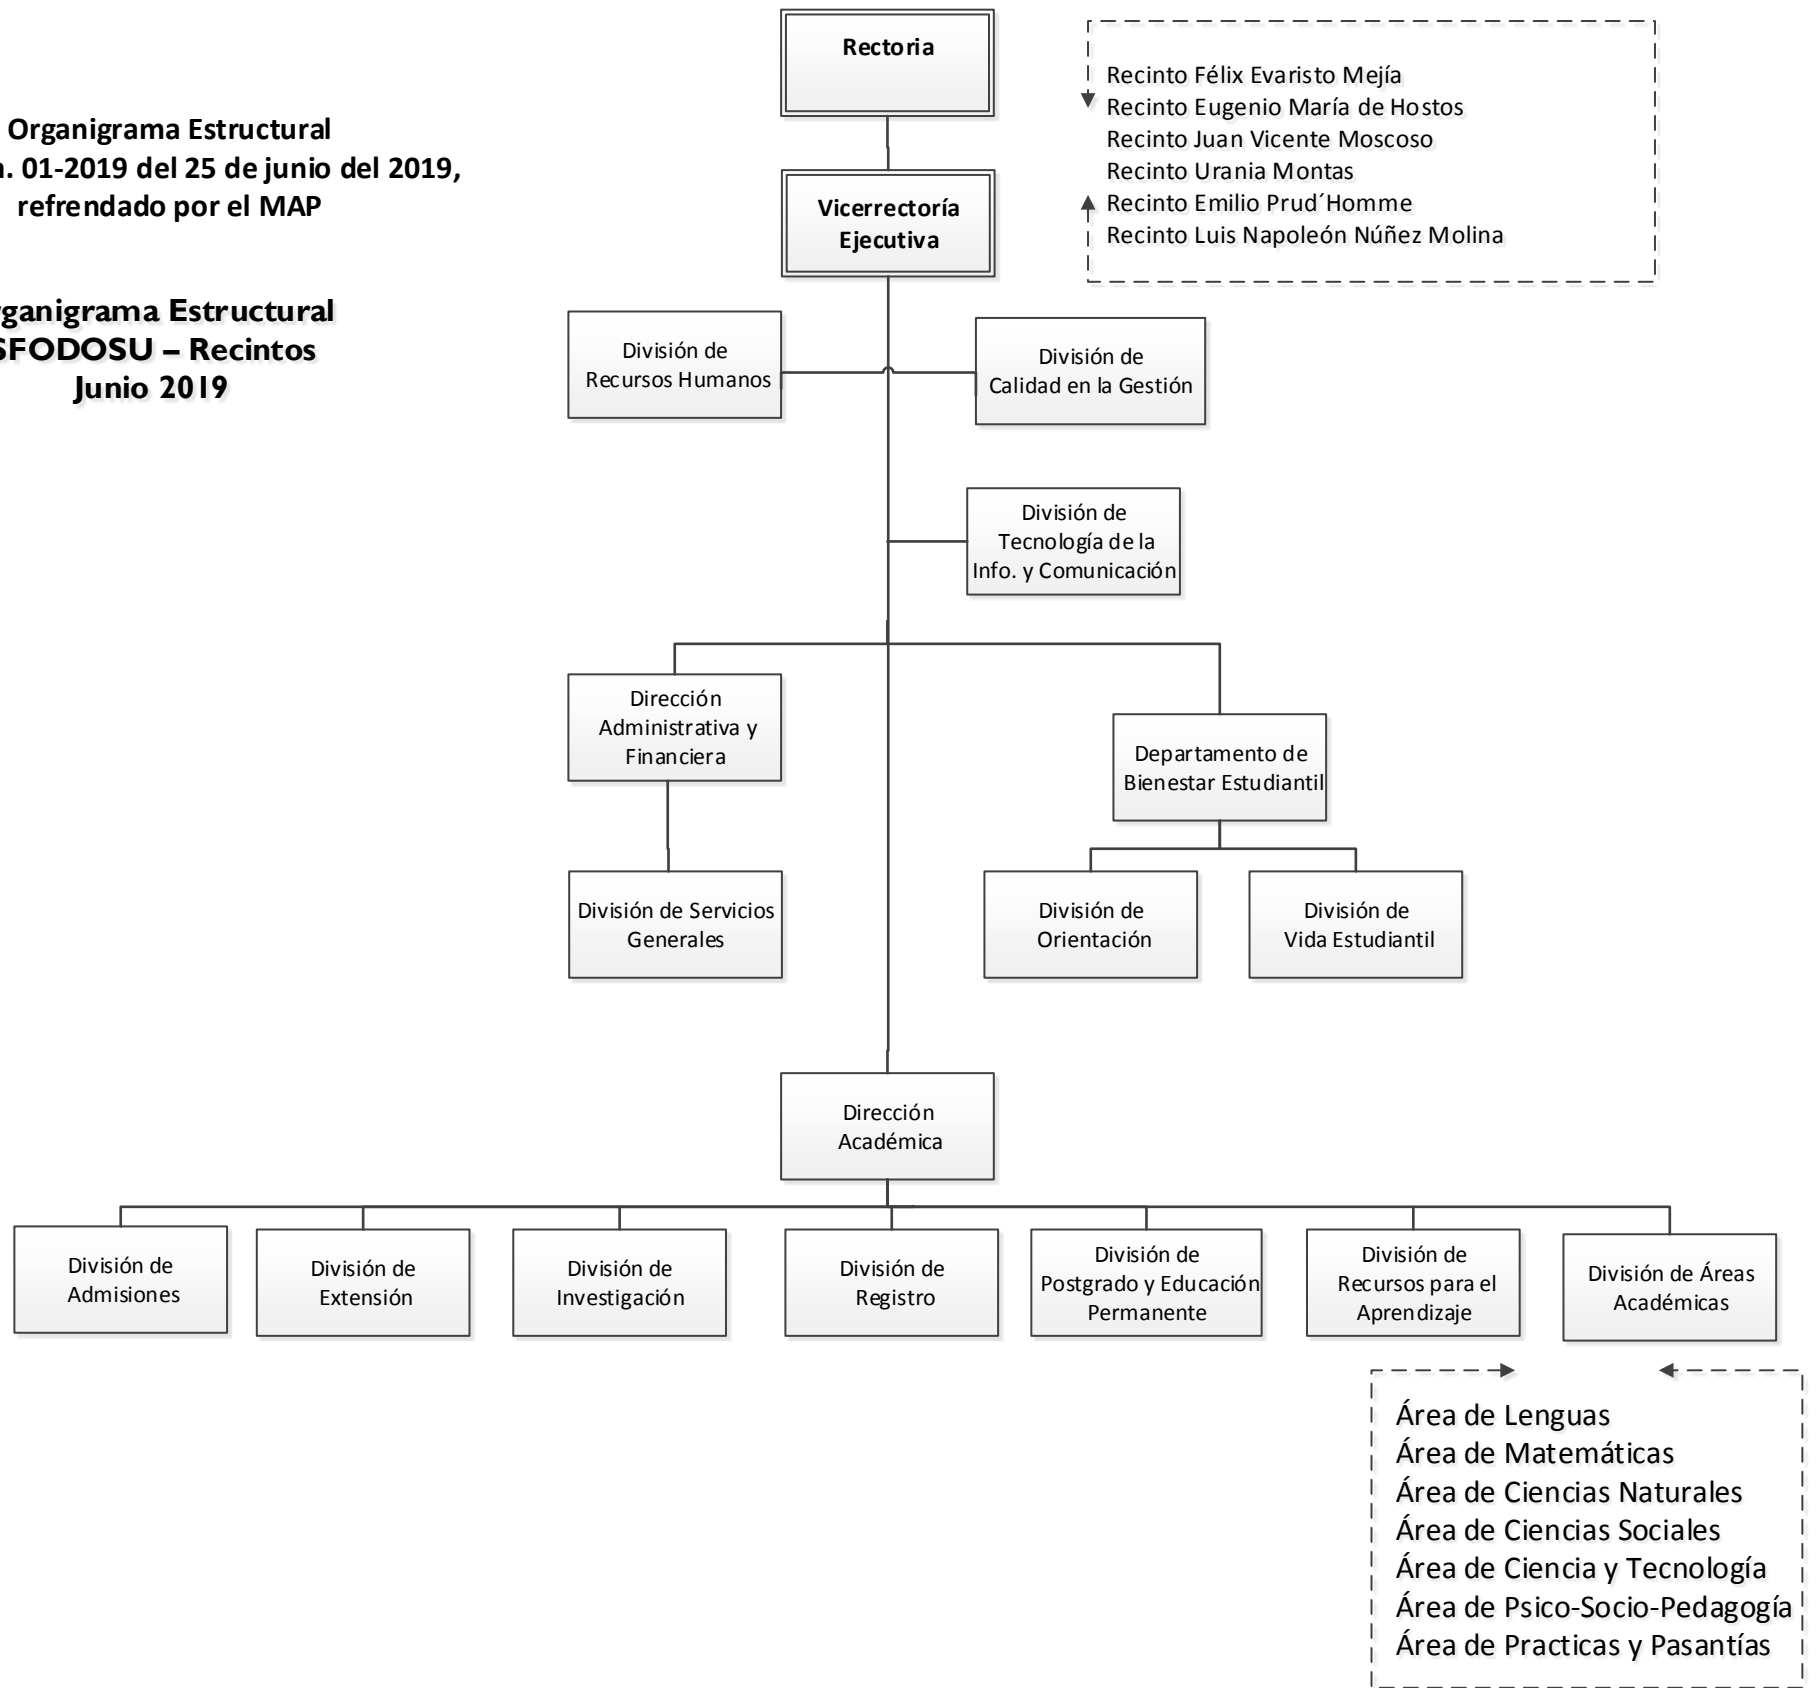 Rectoria
Recinto Félix Evaristo Mejía
Recinto Eugenio María de Hostos
Recinto Juan Vicente Moscoso
Recinto Urania Montas
Recinto Emilio Prud´Homme
Recinto Luis Napoleón Núñez Molina
Organigrama Estructural
01-2019 del 25 de junio del 2019,
refrendado por el MAP
Vicerrectoría
Ejecutiva
ganigrama Estructural
SFODOSU – Recintos
Junio 2019
División de
Recursos Humanos
División de
Calidad en la Gestión
División de
Tecnología de la
Info. y Comunicación
Dirección
Administrativa y
Financiera
Departamento de
Bienestar Estudiantil
División de Servicios
Generales
División de
Orientación
División de
Vida Estudiantil
Dirección
Académica
División de
Admisiones
División de
Extensión
División de
Investigación
División de
Registro
División de
Postgrado y Educación
Permanente
División de
Recursos para el
Aprendizaje
División de Áreas
Académicas
Área de Lenguas
Área de Matemáticas
Área de Ciencias Naturales
Área de Ciencias Sociales
Área de Ciencia y Tecnología
Área de Psico-Socio-Pedagogía
Área de Practicas y Pasantías